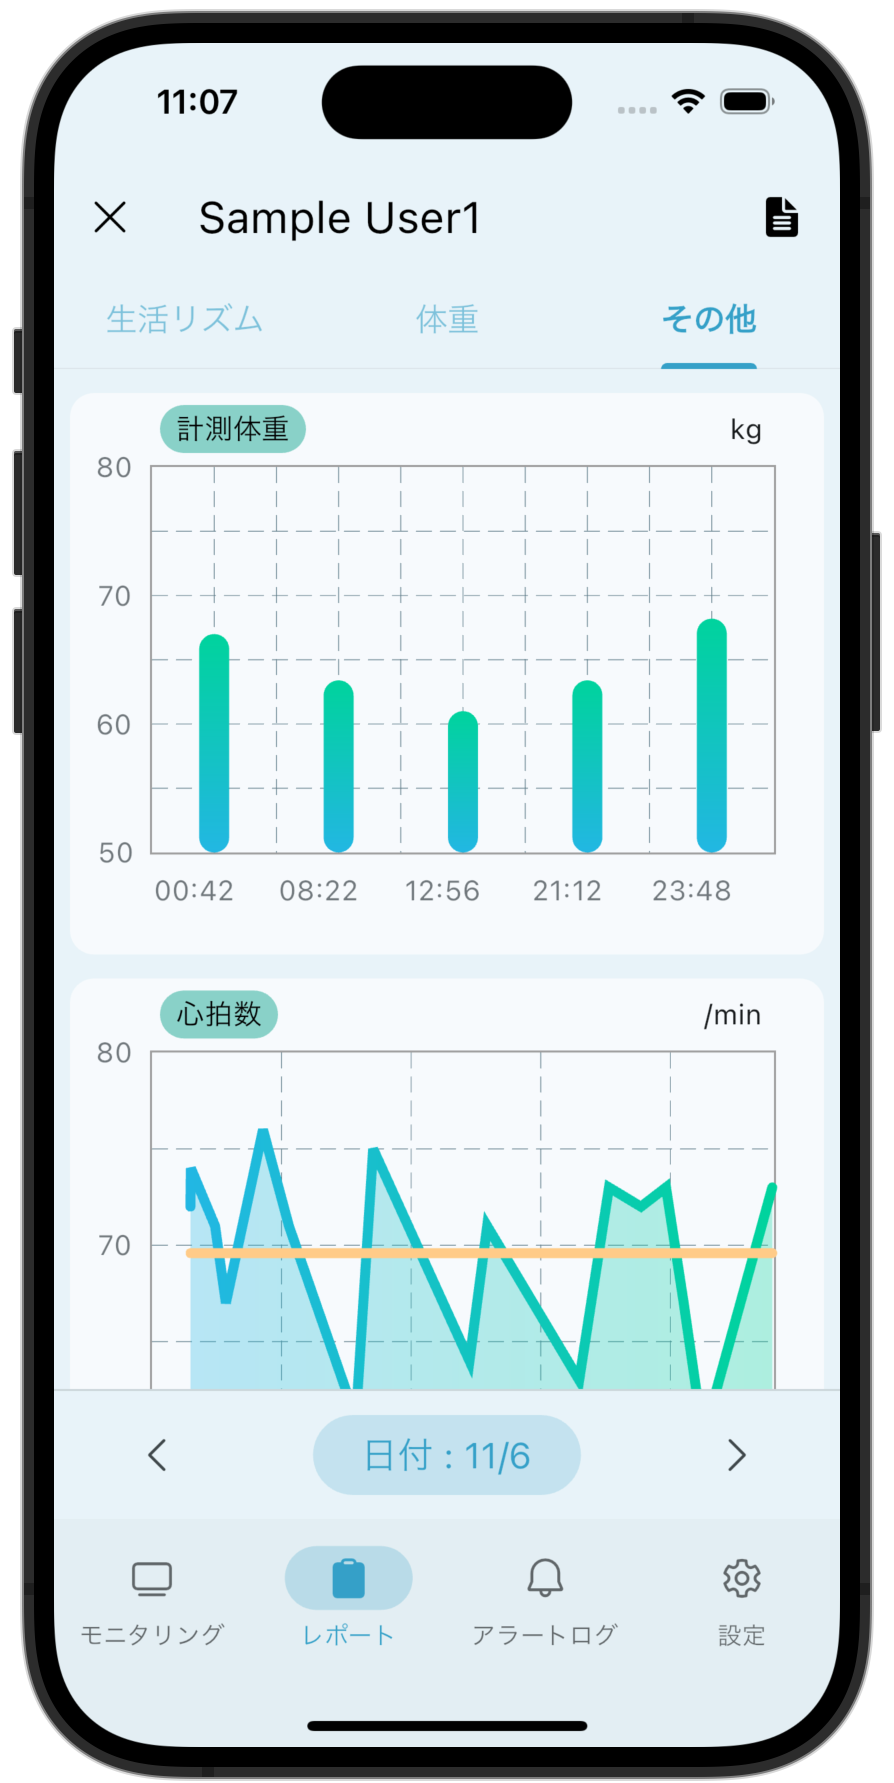 11:07
Sample User1
生活リズム 体重 その他
計測体重 kg
80
70
60
50
00:42 08:22 12:56 21:12 23:48
心拍数 /min
80
70
日付 : 11/6
モニタリング レポート アラートログ 設定